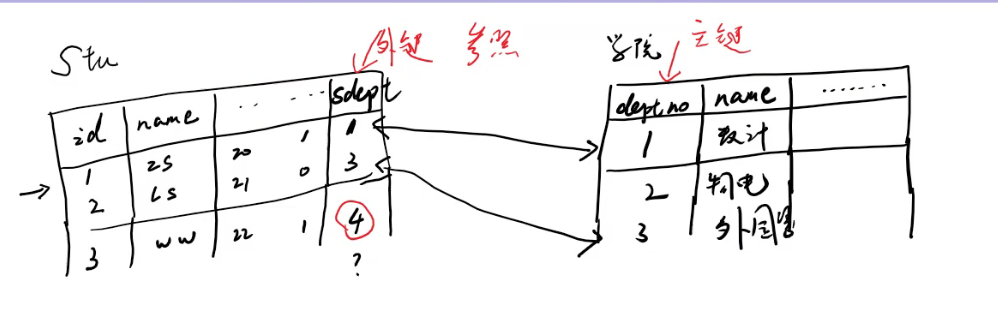 Stu
外键 参照
学院 主键
id name ·· ·· sdept
1 zs 20 1 1
2 Ls 21 0 3
3 ww 22 1 4
?
dept.no name ·······
1 数计
2 物电
3 外国语